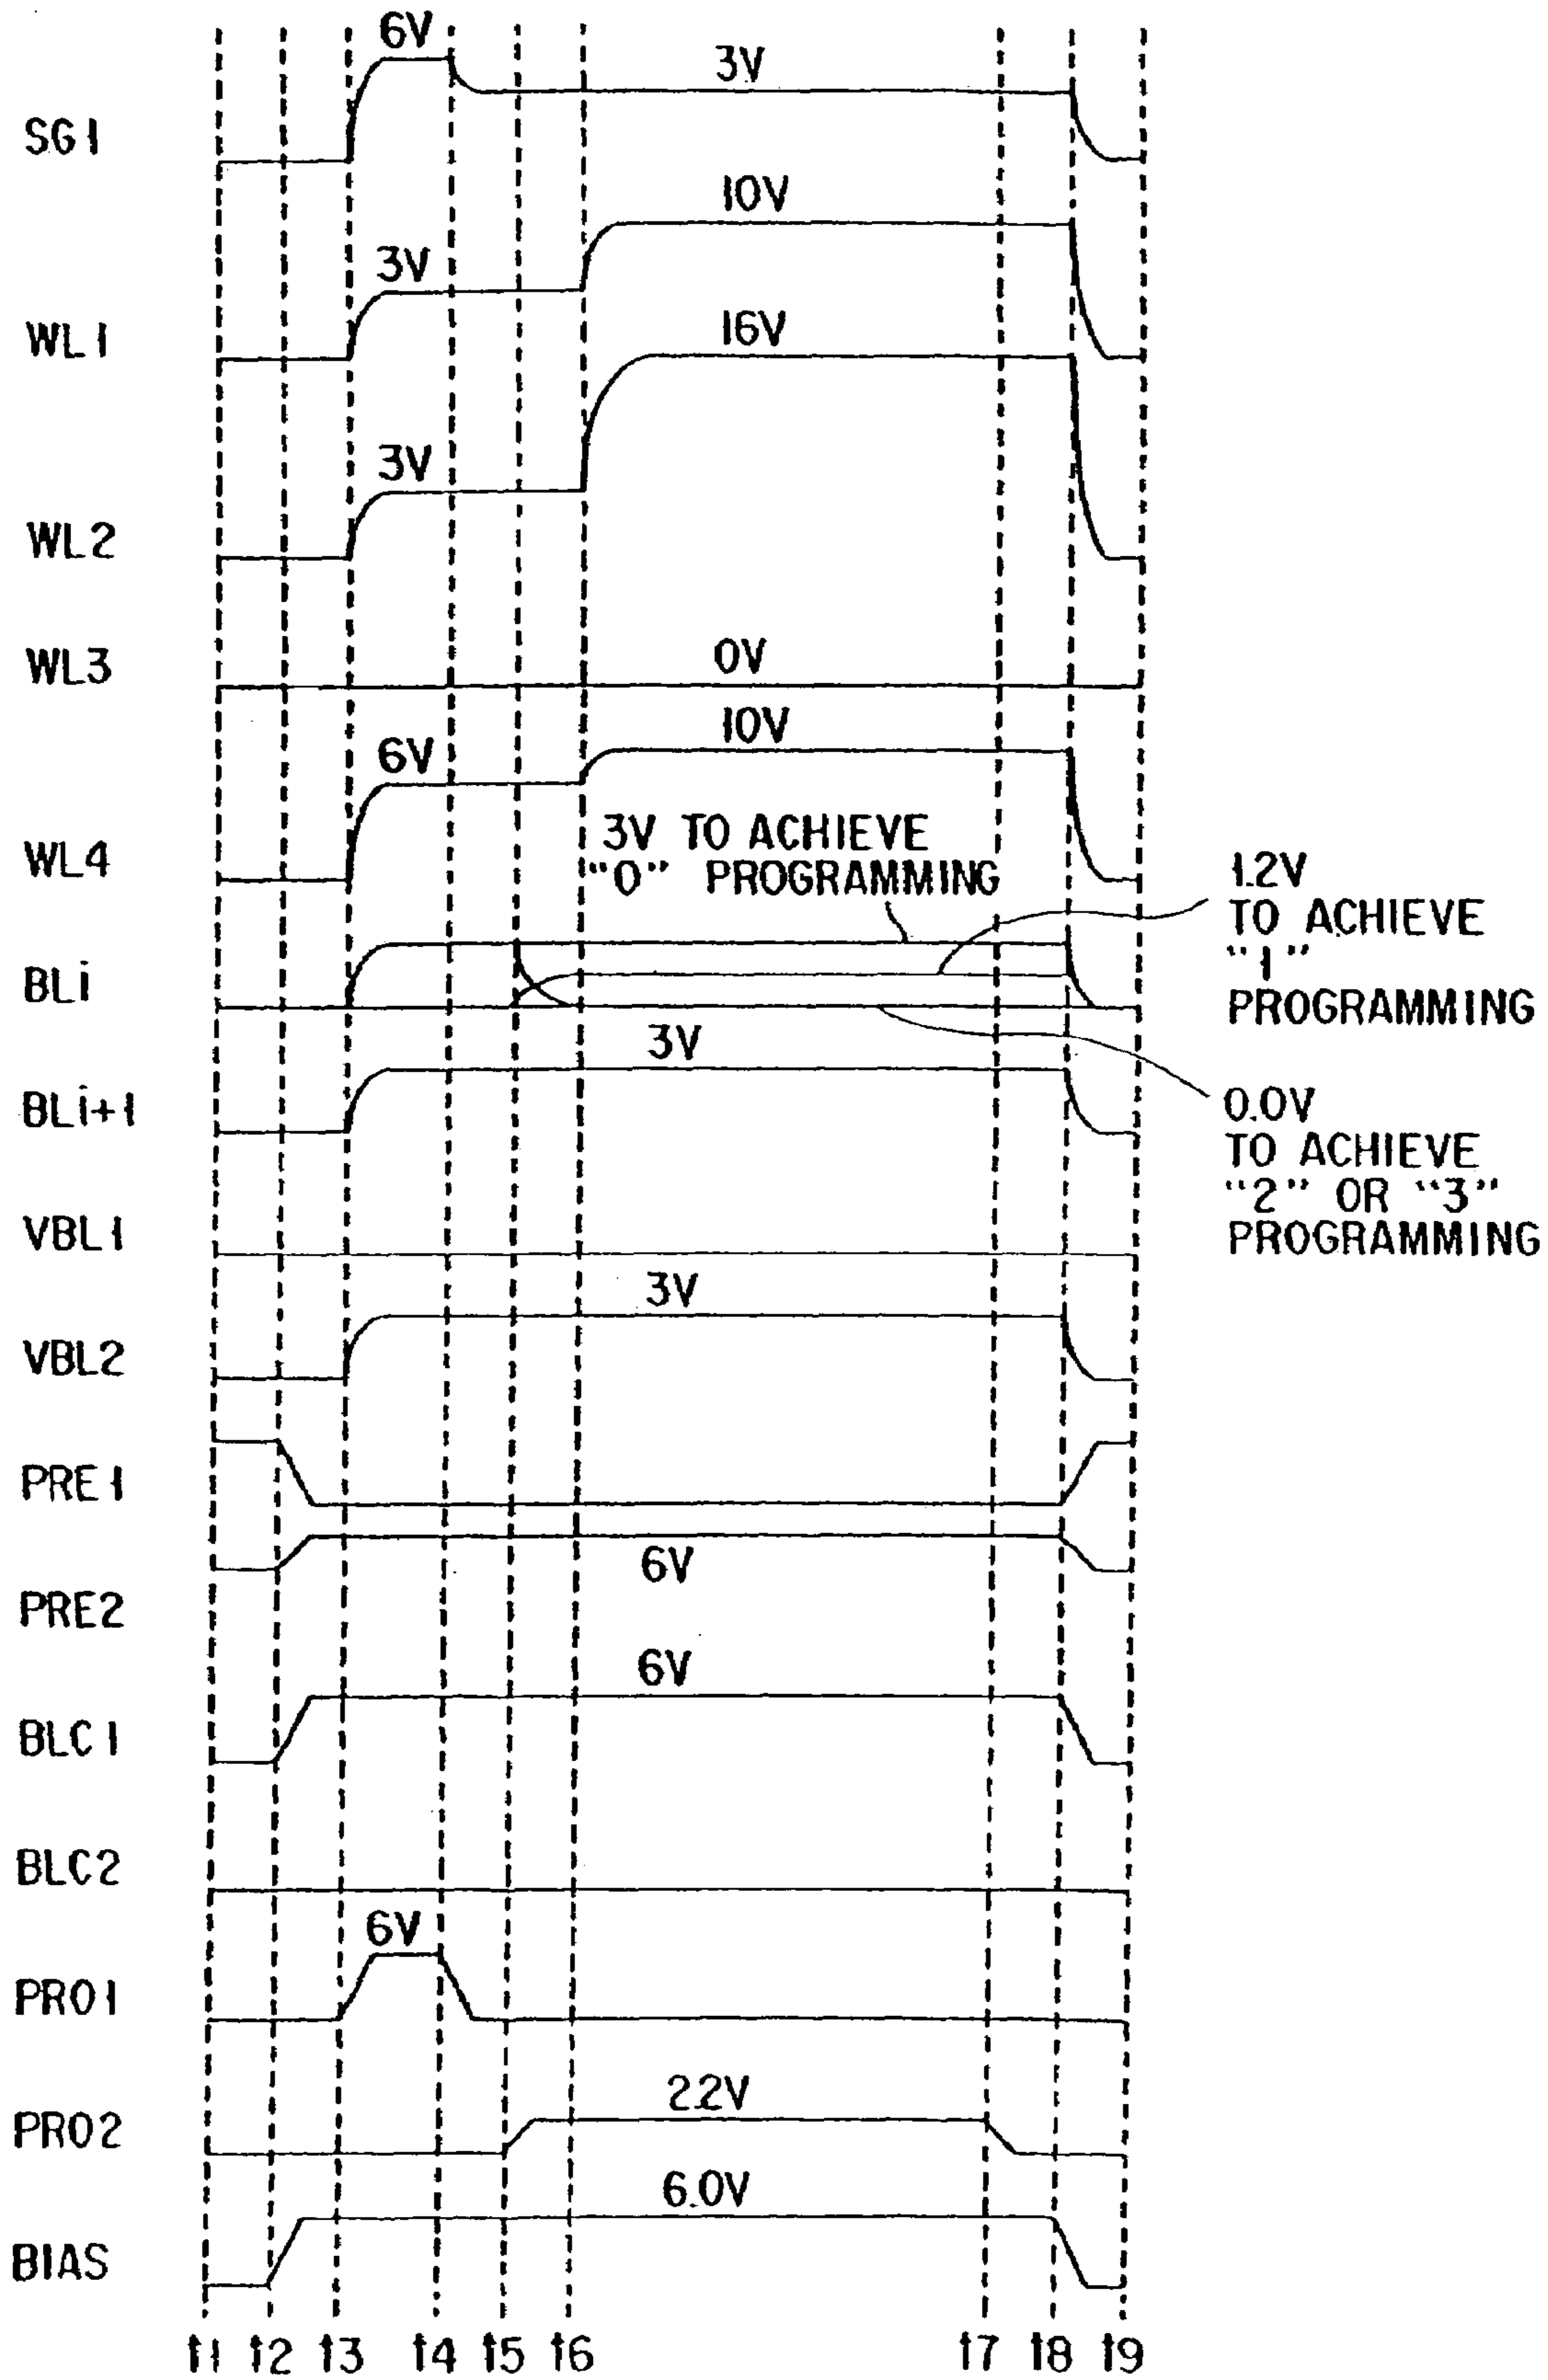 6V
3V
SG1
10V
3V
WL1
16V
3V
WL2
WL3
0V
10V
6V
WL4
3V TO ACHIEVE
"0" PROGRAMMING
1.2V
TO ACHIEVE
"1"
PROGRAMMING
BLi
3V
BLi+1
0.0V
TO ACHIEVE
"2" OR "3"
PROGRAMMING
VBL1
3V
VBL2
PRE1
6V
PRE2
6V
BLC1
BLC2
6V
PRO1
2.2V
PRO2
6.0V
BIAS
t1 t2 t3 t4 t5 t6 t7 t8 t9